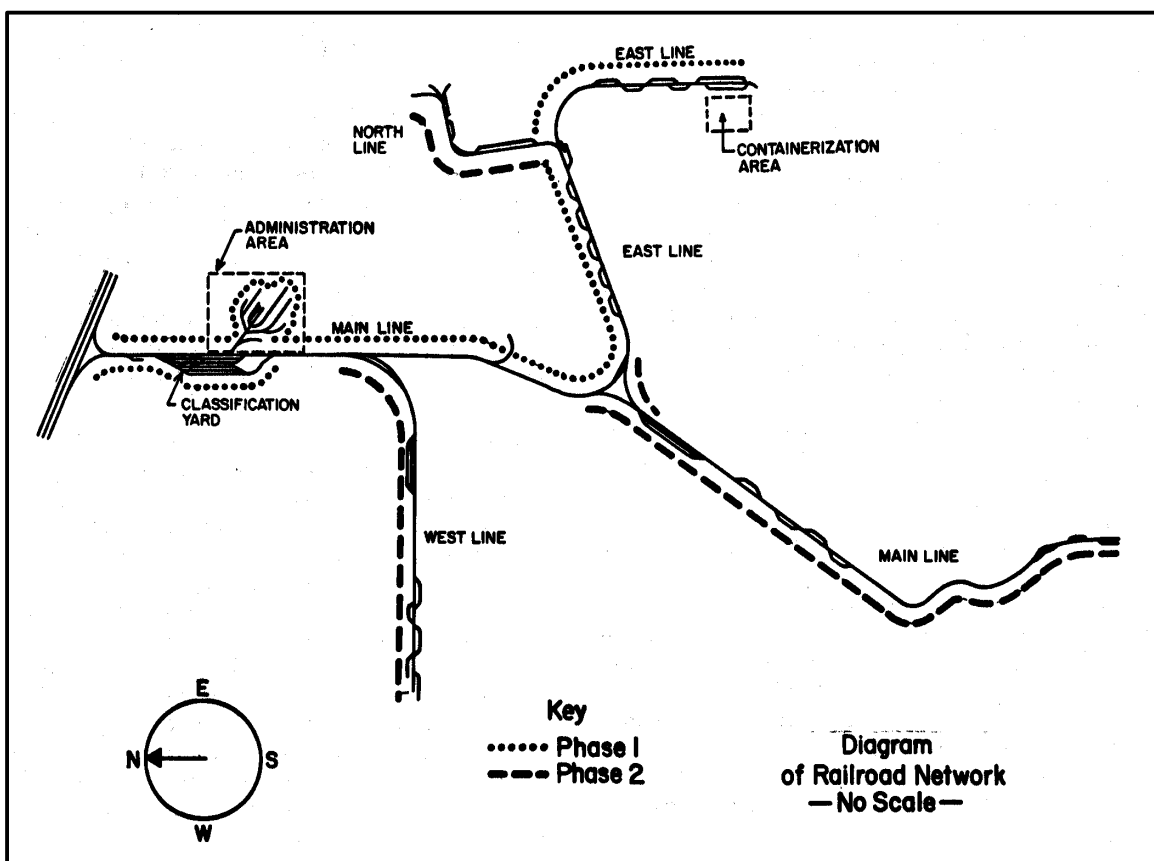 EAST LINE
NORTH
LINE
CONTAINERIZATION
AREA
ADMINISTRATION
AREA
EAST LINE
MAIN LINE
CLASSIFICATION
YARD
WEST LINE
MAIN LINE
E
N
S
W
Key
Phase 1
Phase 2
Diagram
of Railroad Network
— No Scale —